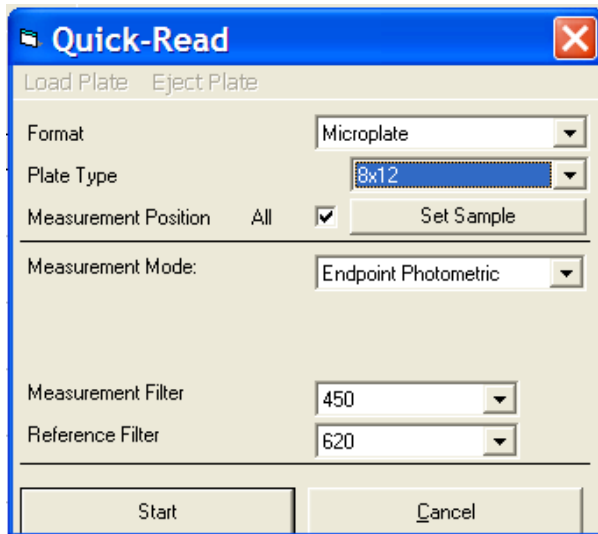 Quick-Read
Load Plate Eject Plate
Format Microplate
Plate Type 8x12
Measurement Position All Set Sample
Measurement Mode: Endpoint Photometric
Measurement Filter 450
Reference Filter 620
Start Cancel